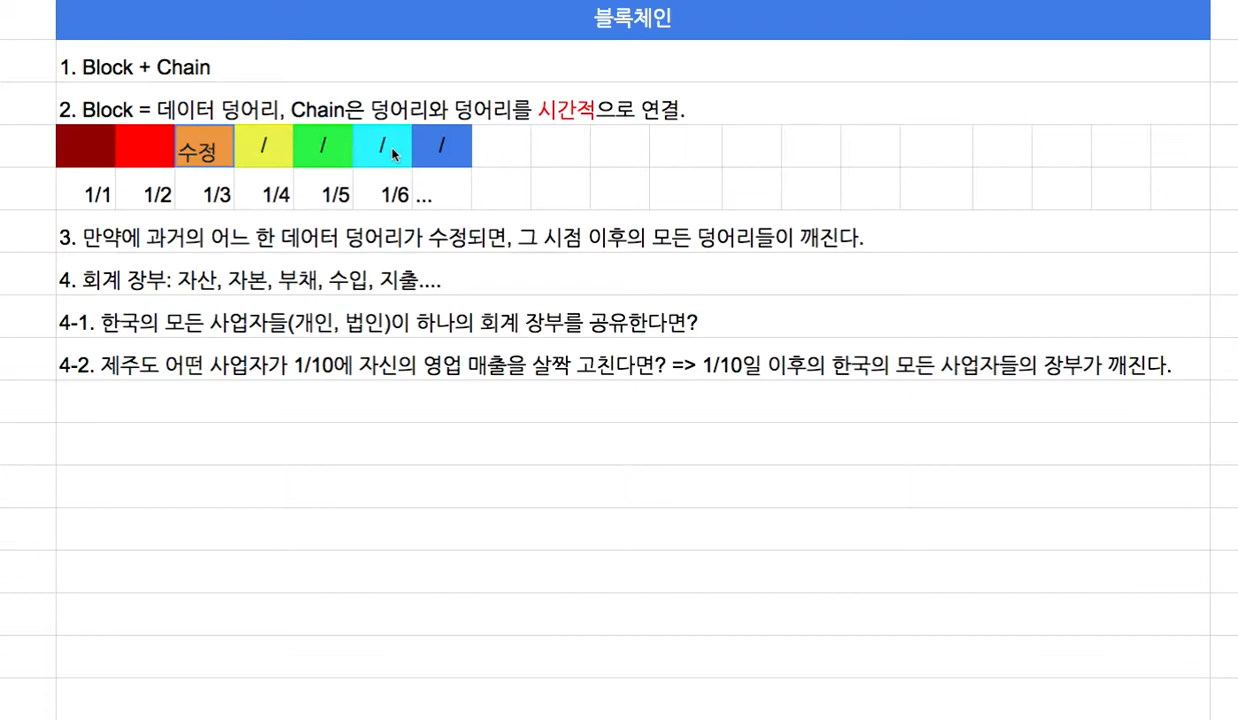 블록체인
1. Block + Chain
2. Block = 데이터 덩어리, Chain은 덩어리와 덩어리를 시간적으로 연결.
수정 / / / /
1/1 1/2 1/3 1/4 1/5 1/6 ...
3. 만약에 과거의 어느 한 데어터 덩어리가 수정되면, 그 시점 이후의 모든 덩어리들이 깨진다.
4. 회계 장부: 자산, 자본, 부채, 수입, 지출....
4-1. 한국의 모든 사업자들(개인, 법인)이 하나의 회계 장부를 공유한다면?
4-2. 제주도 어떤 사업자가 1/10에 자신의 영업 매출을 살짝 고친다면? => 1/10일 이후의 한국의 모든 사업자들의 장부가 깨진다.